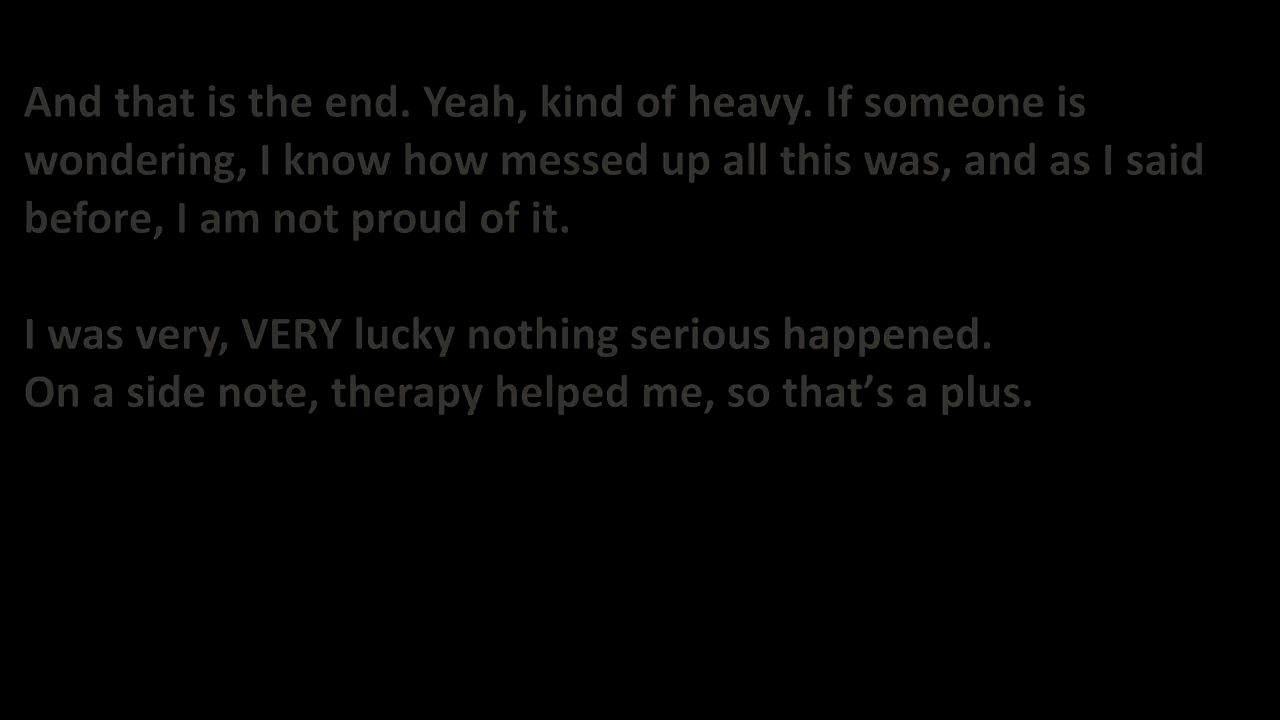 And that is the end. Yeah, kind of heavy. If someone is
wondering, I know how messed up all this was, and as I said
before, I am not proud of it.
I was very, VERY lucky nothing serious happened.
On a side note, therapy helped me, so that’s a plus.